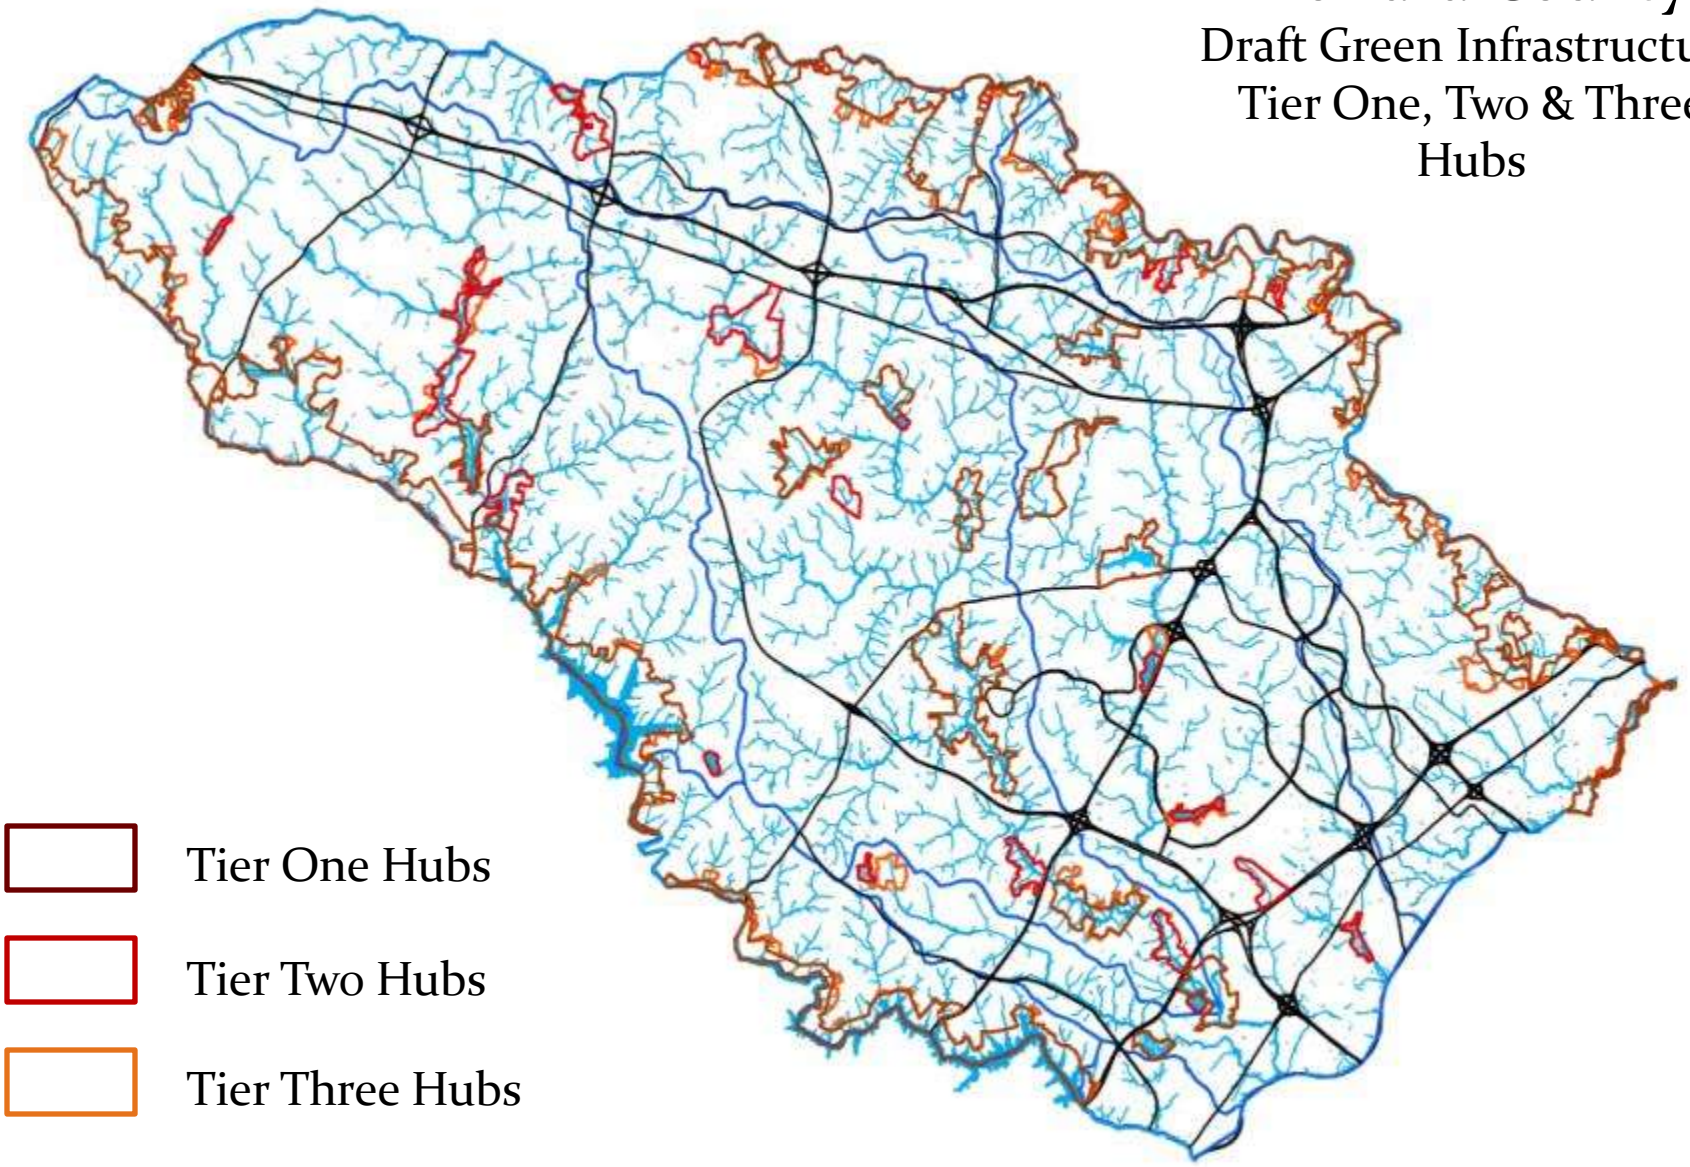 Draft Green Infrastructu
Tier One, Two & Three
Hubs
Tier One Hubs
Tier Two Hubs
Tier Three Hubs